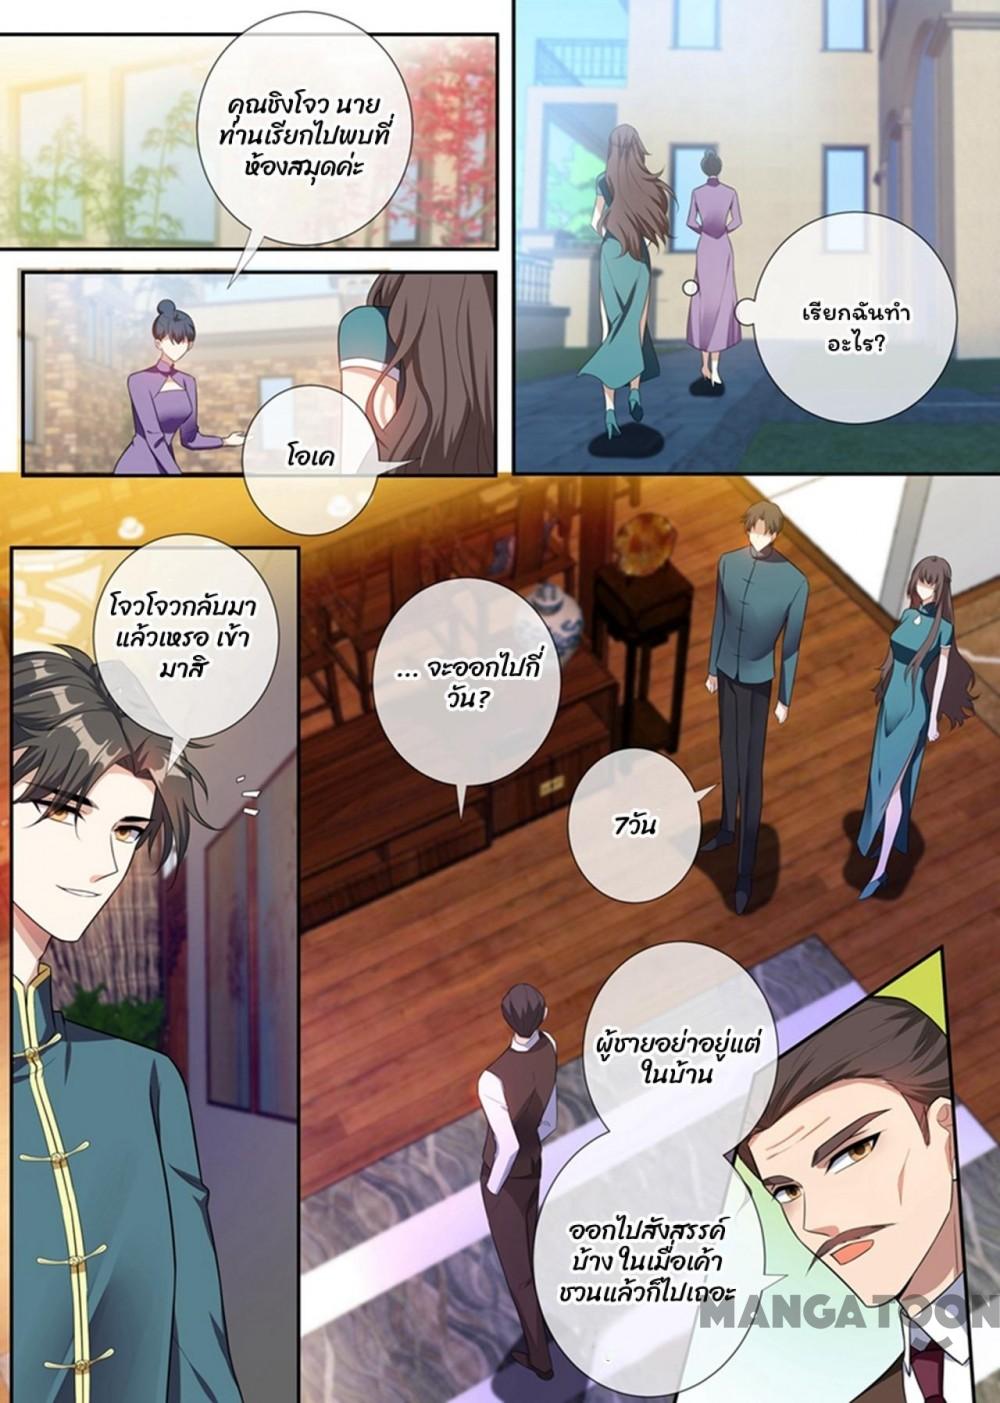 คุณชิงโจว นาย
ท่านเรียกไปพบที่
ห้องสมุดค่ะ
โอเค
เรียกฉันทำ
อะไร?
โจวโจวกลับมา
แล้วเหรอ เข้า
มาสิ
... จะออกไปกี่
วัน?
7วัน
ผู้ชายอย่าอยู่แต่
ในบ้าน
ออกไปสังสรรค์
บ้าง ในเมื่อเค้า
ชวนแล้วก็ไปเถอะ
MANGATOON